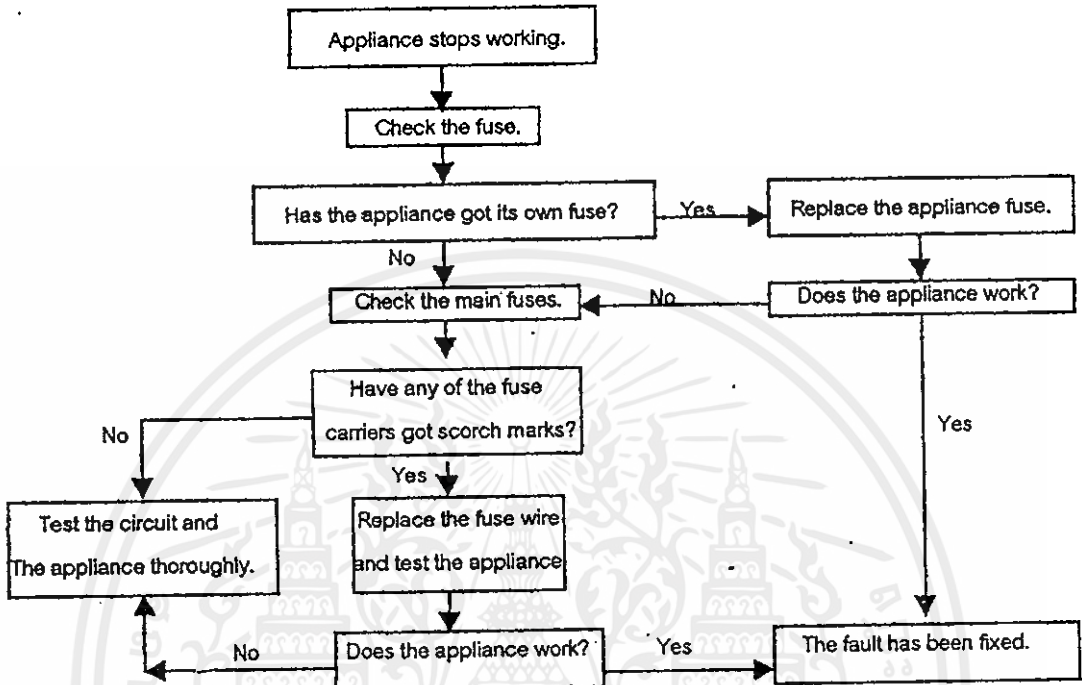 Appliance stops working.
Check the fuse.
Has the appliance got its own fuse?
Yes
Replace the appliance fuse.
No
Check the main fuses.
No
Does the appliance work?
Have any of the fuse
carriers got scorch marks?
No
Yes
Yes
Test the circuit and
The appliance thoroughly.
Replace the fuse wire
and test the appliance
No
Does the appliance work?
Yes
The fault has been fixed.